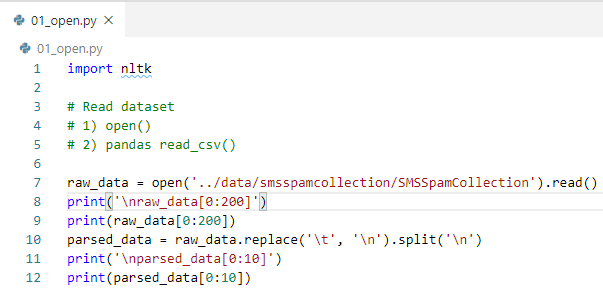 01_open.py ×
01_open.py
1 import nltk
2
3 # Read dataset
4 # 1) open()
5 # 2) pandas read_csv()
6
7 raw_data = open('../data/smsspamcollection/SMSSpamCollection').read()
8 print('\nraw_data[0:200]')
9 print(raw_data[0:200])
10 parsed_data = raw_data.replace('\t', '\n').split('\n')
11 print('\nparsed_data[0:10]')
12 print(parsed_data[0:10])